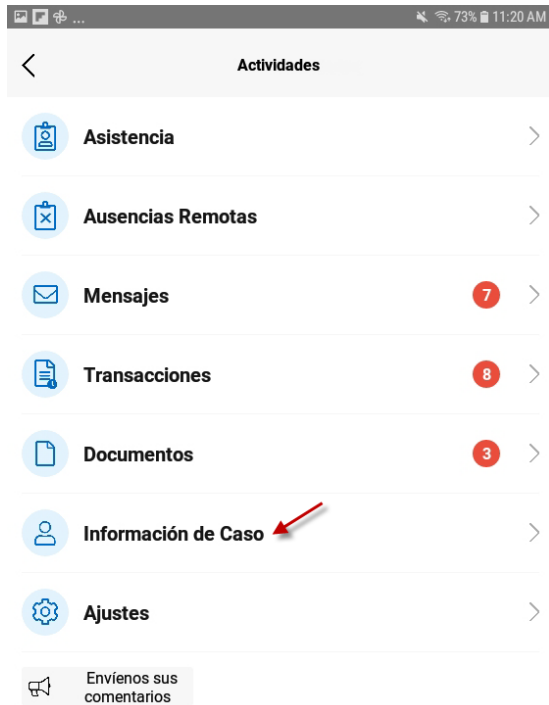 ... 73% 11:20 AM
Actividades
Asistencia
Ausencias Remotas
Mensajes 7
Transacciones 8
Documentos 3
Información de Caso
Ajustes
Envíenos sus
comentarios